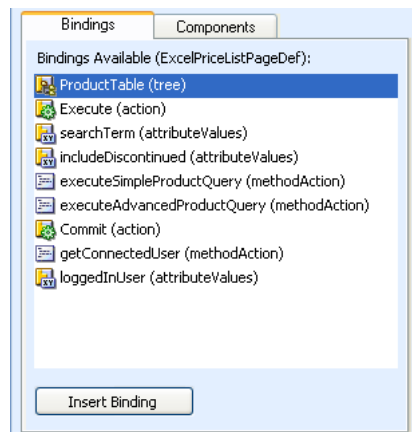 Bindings
Components
Bindings Available (ExcelPriceListPageDef):
ProductTable (tree)
Execute (action)
searchTerm (attributeValues)
includeDiscontinued (attributeValues)
executeSimpleProductQuery (methodAction)
executeAdvancedProductQuery (methodAction)
Commit (action)
getConnectedUser (methodAction)
loggedInUser (attributeValues)
Insert Binding